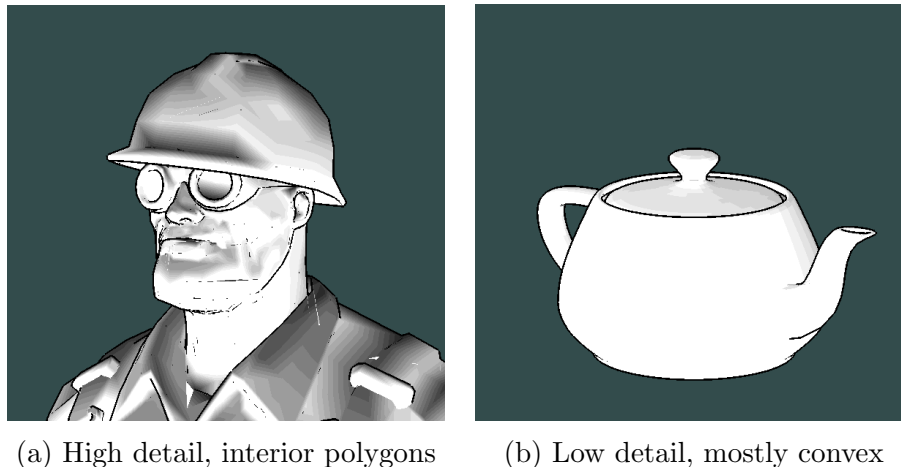 (a) High detail, interior polygons
(b) Low detail, mostly convex